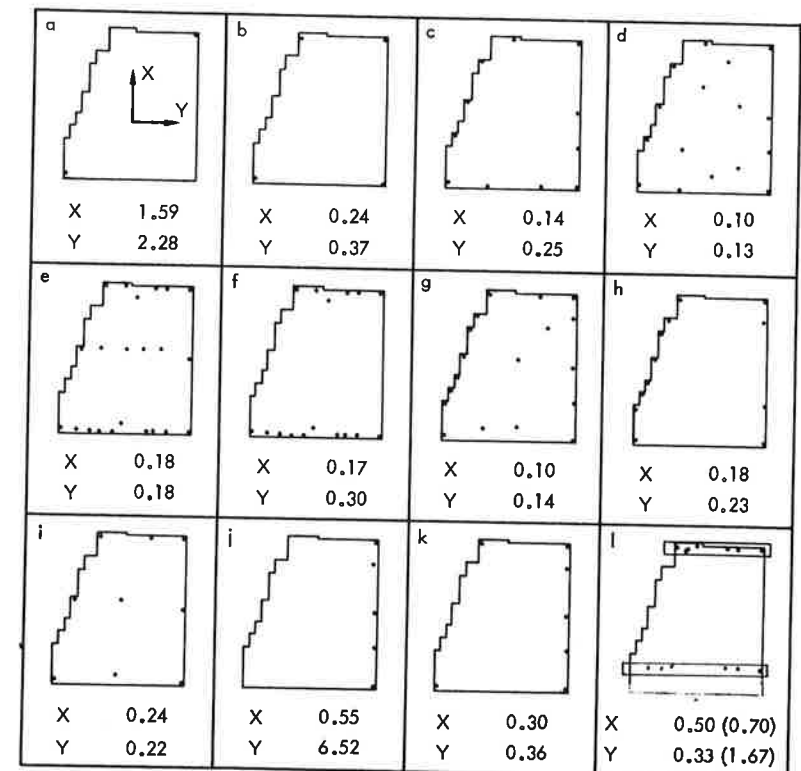 a
X
Y
X 1.59
Y 2.28
b
X 0.24
Y 0.37
c
X 0.14
Y 0.25
d
X 0.10
Y 0.13
e
X 0.18
Y 0.18
f
X 0.17
Y 0.30
g
X 0.10
Y 0.14
h
X 0.18
Y 0.23
i
X 0.24
Y 0.22
j
X 0.55
Y 6.52
k
X 0.30
Y 0.36
l
X 0.50 (0.70)
Y 0.33 (1.67)